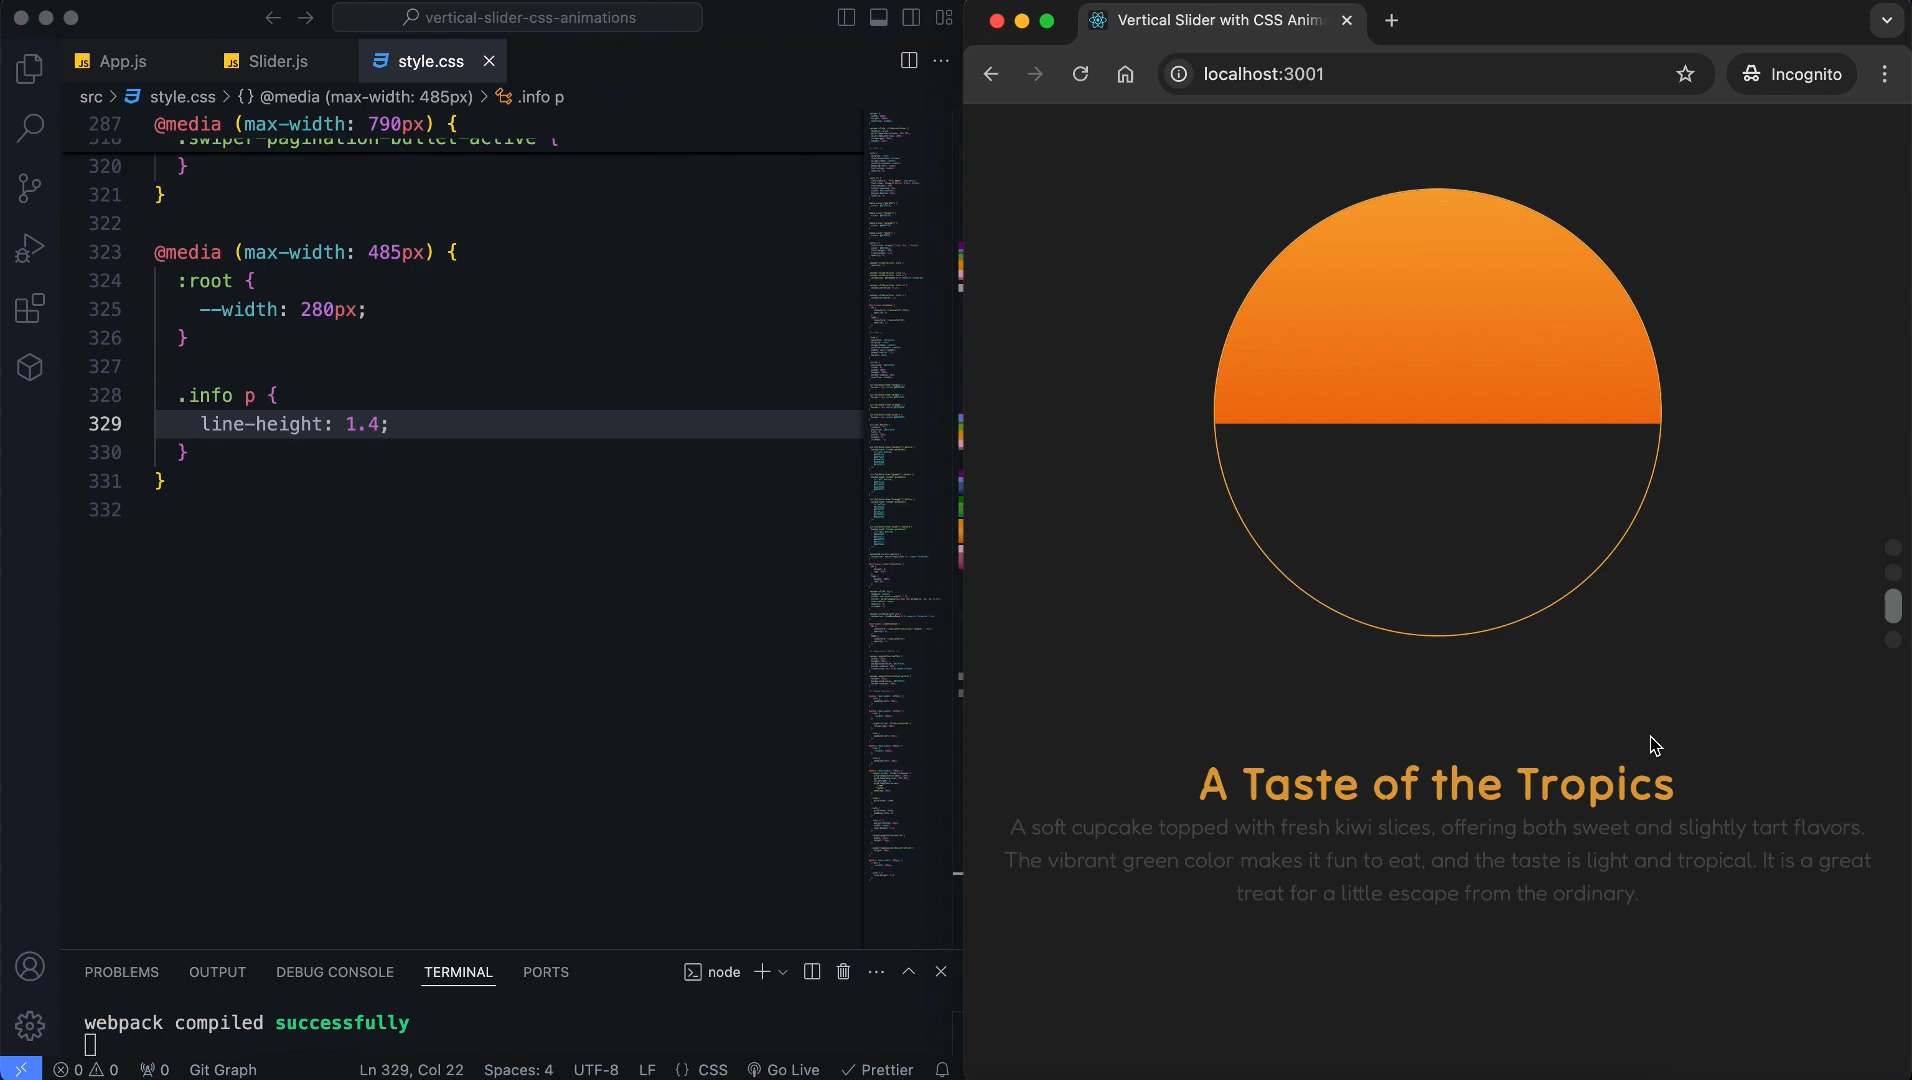 vertical-slider-css-animations
App.js
Slider.js
style.css
src > style.css > {} @media (max-width: 485px) > .info p
287 @media (max-width: 790px) {
.swiper-pagination-bullet-active {
320 }
321 }
322
323 @media (max-width: 485px) {
324 :root {
325 --width: 280px;
326 }
327
328 .info p {
329 line-height: 1.4;
330 }
331 }
332
PROBLEMS OUTPUT DEBUG CONSOLE TERMINAL PORTS
node
webpack compiled successfully
0 0 0 Git Graph Ln 329, Col 22 Spaces: 4 UTF-8 LF {} CSS Go Live Prettier
Vertical Slider with CSS Anim
localhost:3001
Incognito
A Taste of the Tropics
A soft cupcake topped with fresh kiwi slices, offering both sweet and slightly tart flavors.
The vibrant green color makes it fun to eat, and the taste is light and tropical. It is a great
treat for a little escape from the ordinary.